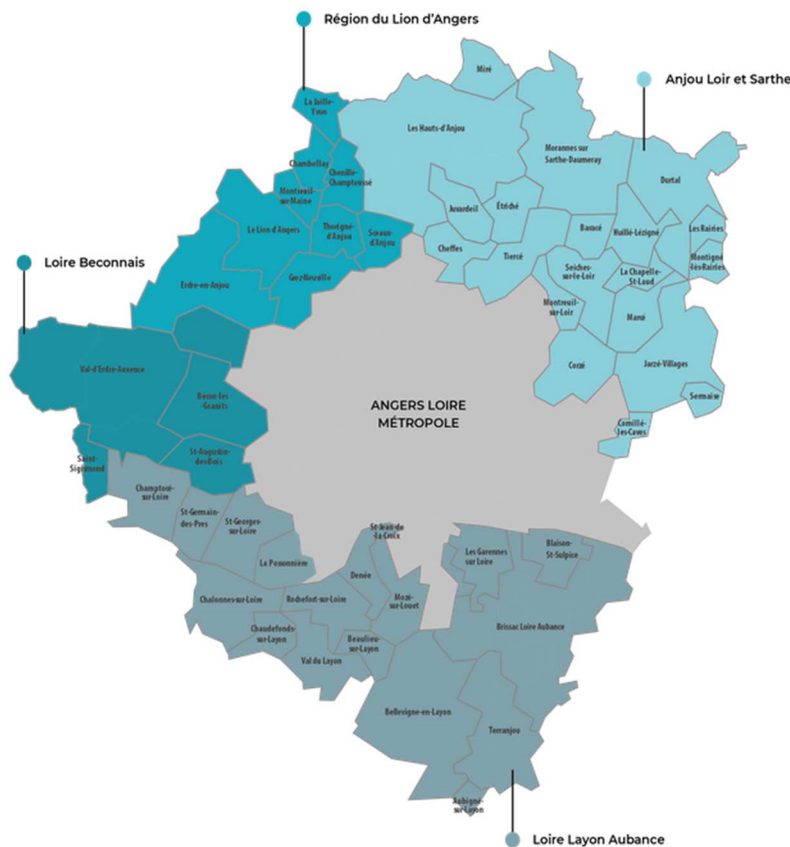 Région du Lion d'Angers
Anjou Loir et Sarthe
Miré
La Jaille-
Yvon
Les Hauts-d'Anjou
Morannes sur
Sarthe-Daumeray
Chambellay
Chenillé-
Champteussé
Durtal
Montreuil-
sur-Maine
Juvardeil
Étriché
Le Lion d'Angers
Thorigné-
d'Anjou
Sceaux-
d'Anjou
Baracé
Huillé-Lézigné
Les Rairies
Cheffes
Tiercé
Montigné
-lès-Rairies
Loire Beconnais
Seiches-
sur-le-Loir
La Chapelle-
St-Laud
Grez-Neuville
Erdre-en-Anjou
Montreuil-
sur-Loir
Marcé
Val-d'Erdre-Auxence
Corzé
Jarzé-Villages
Bécon-les-
Granits
Sermaise
ANGERS LOIRE
MÉTROPOLE
Cornillé-
les-Caves
Saint-
Sigismond
St-Augustin-
des-Bois
Champtocé-
sur-Loire
St-Germain-
des-Pres
St-Georges-
sur-Loire
St-Jean-de-
la-Croix
Les Garennes
sur Loire
Blaison-
St-Sulpice
La Possonnière
Denée
Chalonnes-sur-Loire
Rochefort-sur-Loire
Mozé-
sur-Louet
Brissac Loire Aubance
Chaudefonds-
sur-Layon
Beaulieu-
sur-Layon
Val du Layon
Bellevigne-en-Layon
Terranjou
Aubigné-
sur-Layon
Loire Layon Aubance